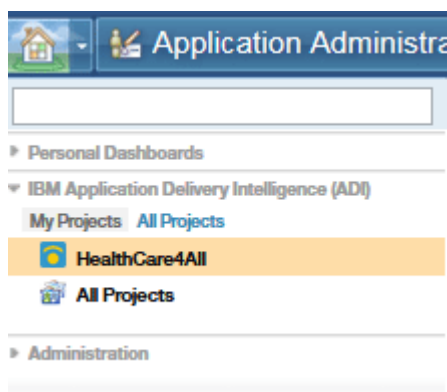 Application Administra
Personal Dashboards
IBM Application Delivery Intelligence (ADI)
My Projects All Projects
HealthCare4All
All Projects
Administration